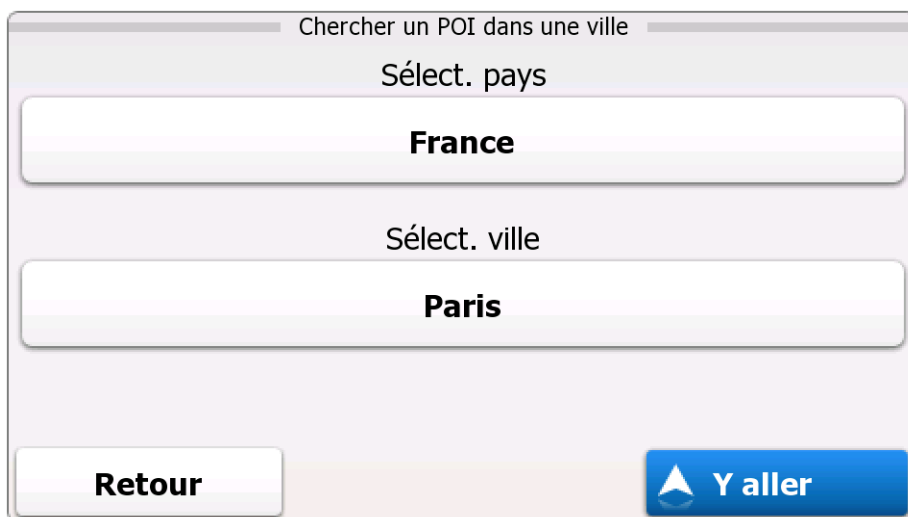 Chercher un POI dans une ville
Sélect. pays
France
Sélect. ville
Paris
Retour
Y aller